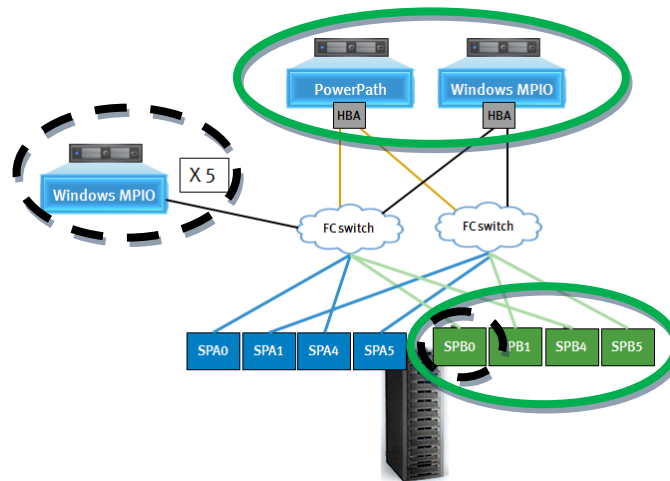 PowerPath
Windows MPIO
HBA
HBA
Windows MPIO
X 5
FC switch
FC switch
SPA0
SPA1
SPA4
SPA5
SPB0
SPB1
SPB4
SPB5